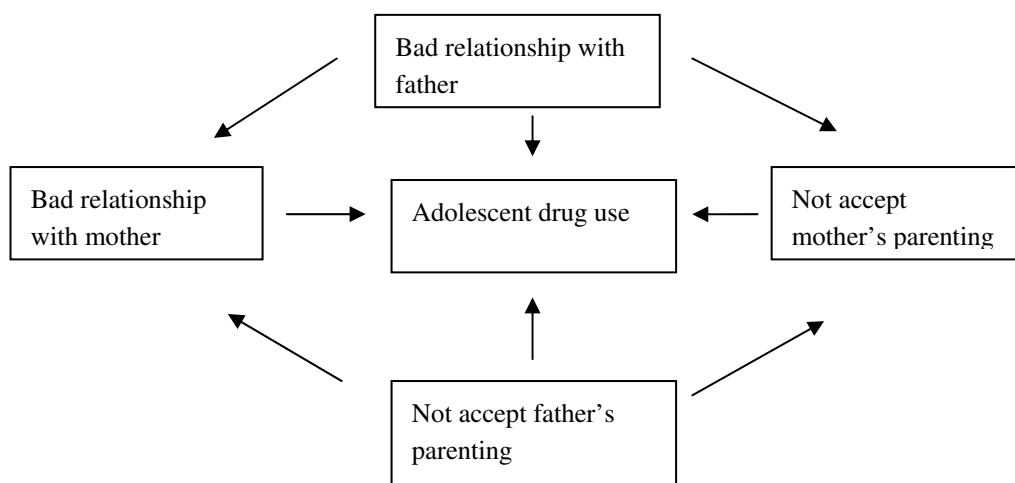 Bad relationship with
father
Bad relationship
with mother
Adolescent drug use
Not accept
mother’s parenting
Not accept father’s
parenting